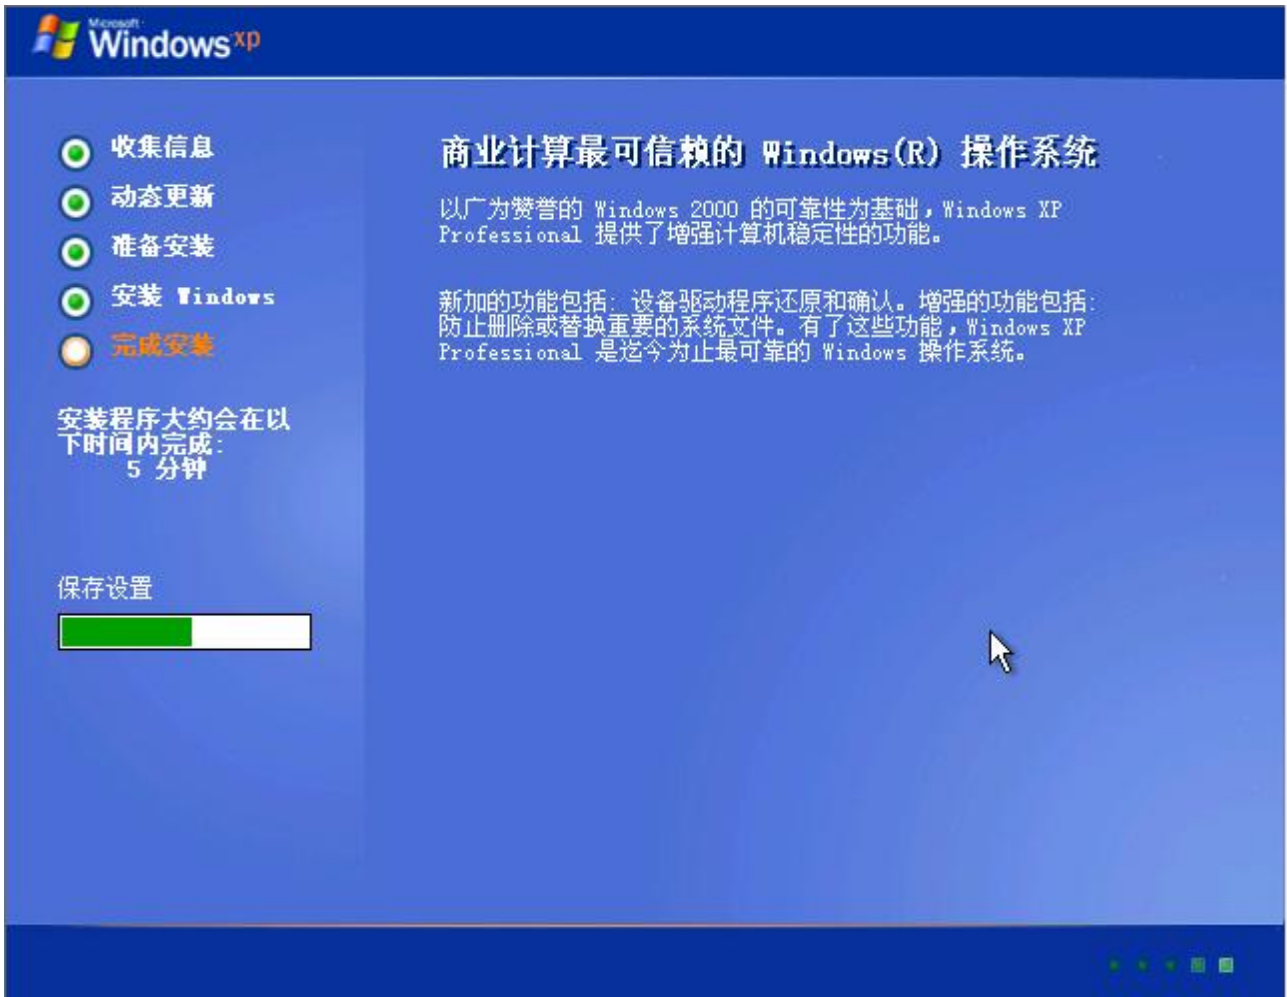 Microsoft
Windows xp
收集信息
动态更新
准备安装
安装 Windows
完成安装
安装程序大约会在以
下时间内完成:
5 分钟
保存设置
商业计算最可信赖的 Windows(R) 操作系统
以广为赞誉的 Windows 2000 的可靠性为基础，Windows XP
Professional 提供了增强计算机稳定性的功能。
新加的功能包括: 设备驱动程序还原和确认。增强的功能包括:
防止删除或替换重要的系统文件。有了这些功能，Windows XP
Professional 是迄今为止最可靠的 Windows 操作系统。